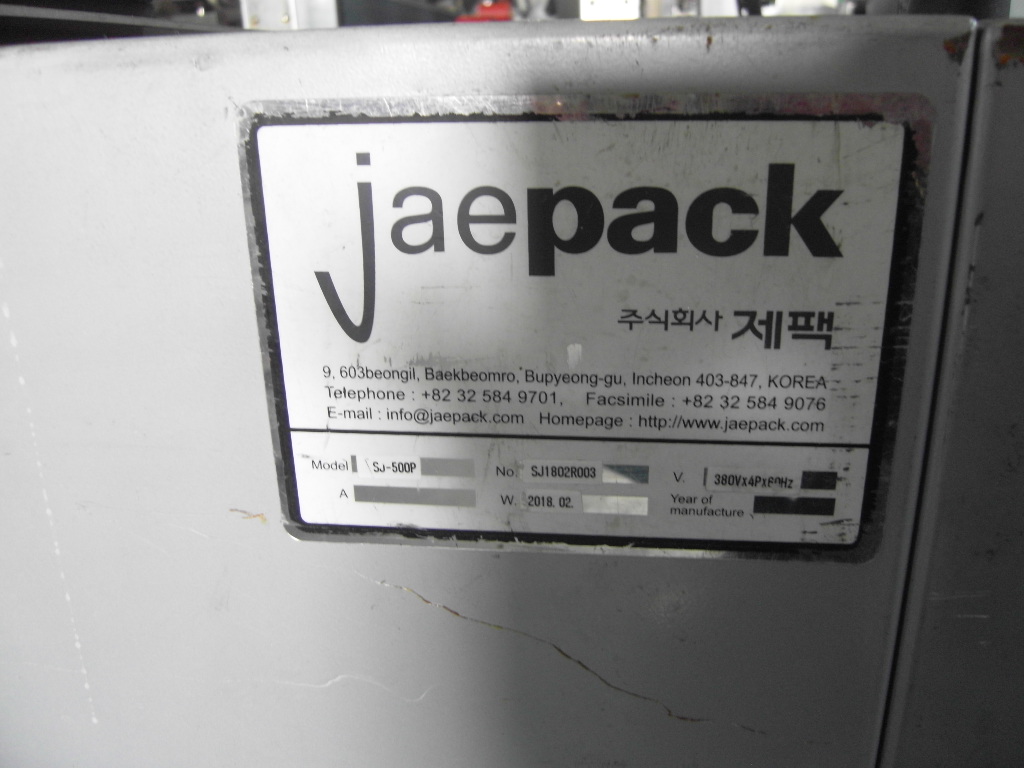 jaepack
주식회사 제팩
9, 603beongil, Baekbeomro, Bupyeong-gu, Incheon 403-847, KOREA
Telephone : +82 32 584 9701, Facsimile : +82 32 584 9076
E-mail : info@jaepack.com Homepage : http://www.jaepack.com
Model SJ-500P No. SJ1802R003 V. 380Vx4Px60Hz
A W. 2018. 02. Year of manufacture